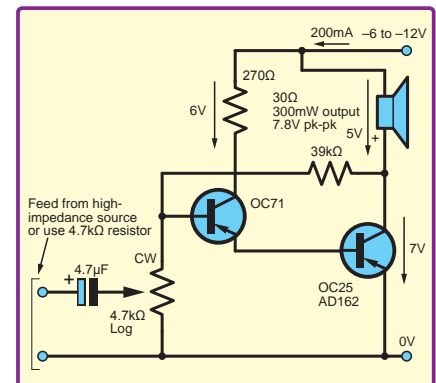 200mA
–6 to –12V
270Ω
30Ω
300mW output
7.8V pk-pk
6V
5V
+
39kΩ
OC71
Feed from high-
impedance source
or use 4.7kΩ resistor
CW
7V
+
4.7µF
OC25
AD162
4.7kΩ
Log
0V